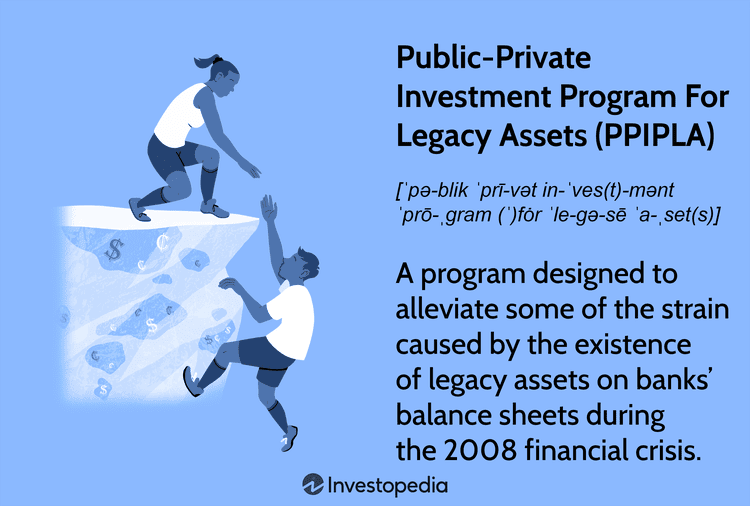 Public-Private
Investment Program For
Legacy Assets (PPIPLA)
[ˈpə-blik ˈprī-vət in-ˈves(t)-mənt
ˈprō-ˌgram (ˈ)fȯr ˈle-gə-sē ˈa-ˌset(s)]
A program designed to
alleviate some of the strain
caused by the existence
of legacy assets on banks’
balance sheets during
the 2008 financial crisis.
Investopedia